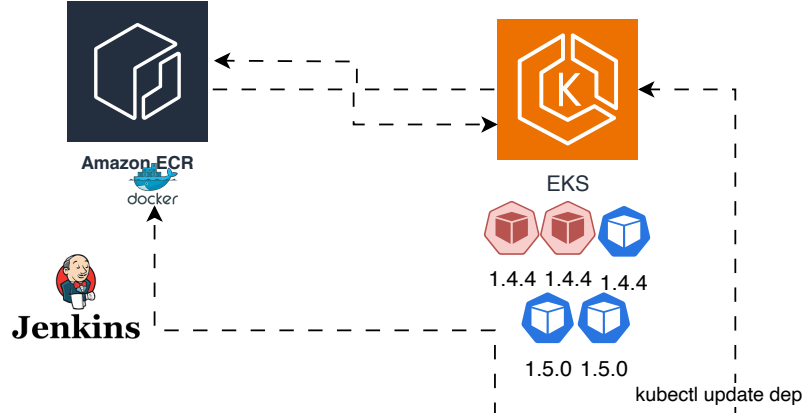 K
Amazon ECR
docker
EKS
1.4.4 1.4.4 1.4.4
Jenkins
1.5.0 1.5.0
kubectl update dep